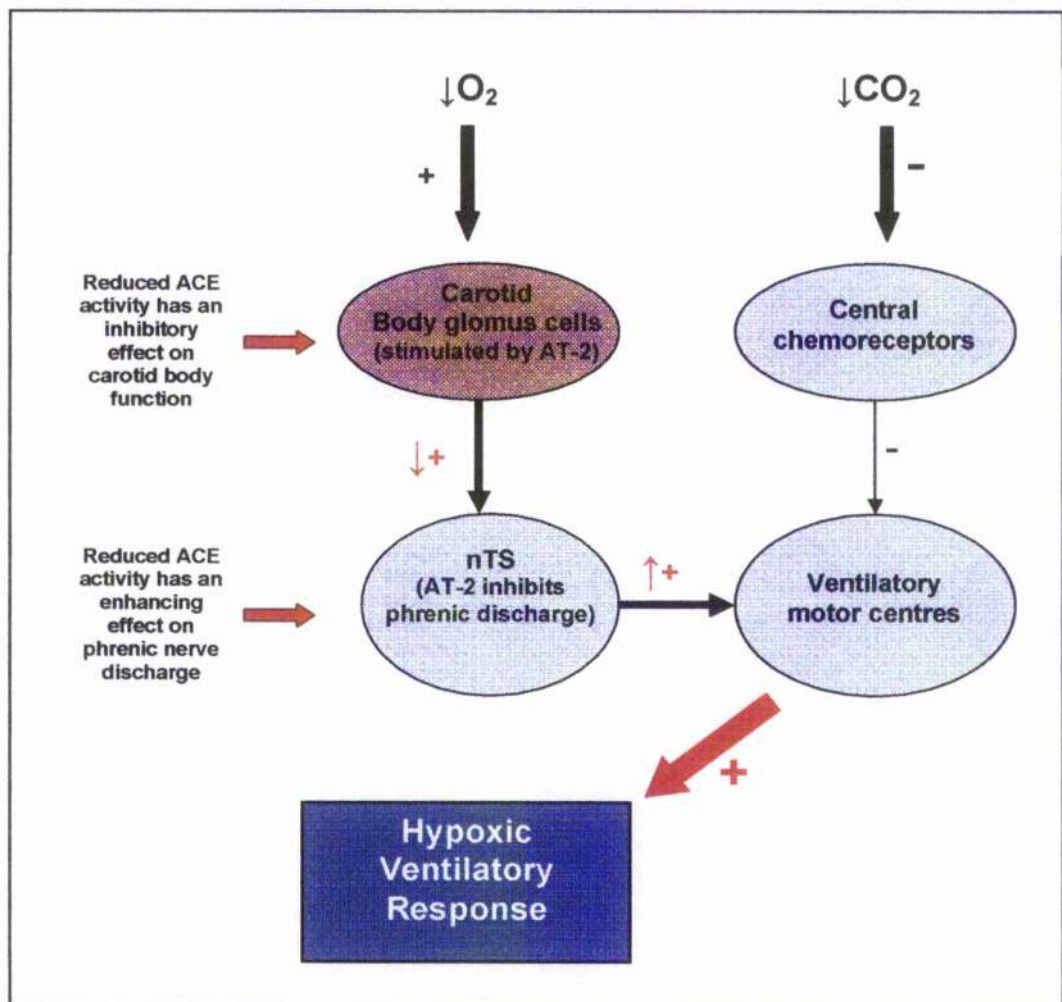 ↓O₂
↓CO₂
+
−
Reduced ACE
activity has an
inhibitory
effect on
carotid body
function
Carotid
Body glomus cells
(stimulated by AT-2)
Central
chemoreceptors
↓+
−
Reduced ACE
activity has an
enhancing
effect on
phrenic nerve
discharge
nTS
(AT-2 inhibits
phrenic discharge)
↑+
Ventilatory
motor centres
+
Hypoxic
Ventilatory
Response